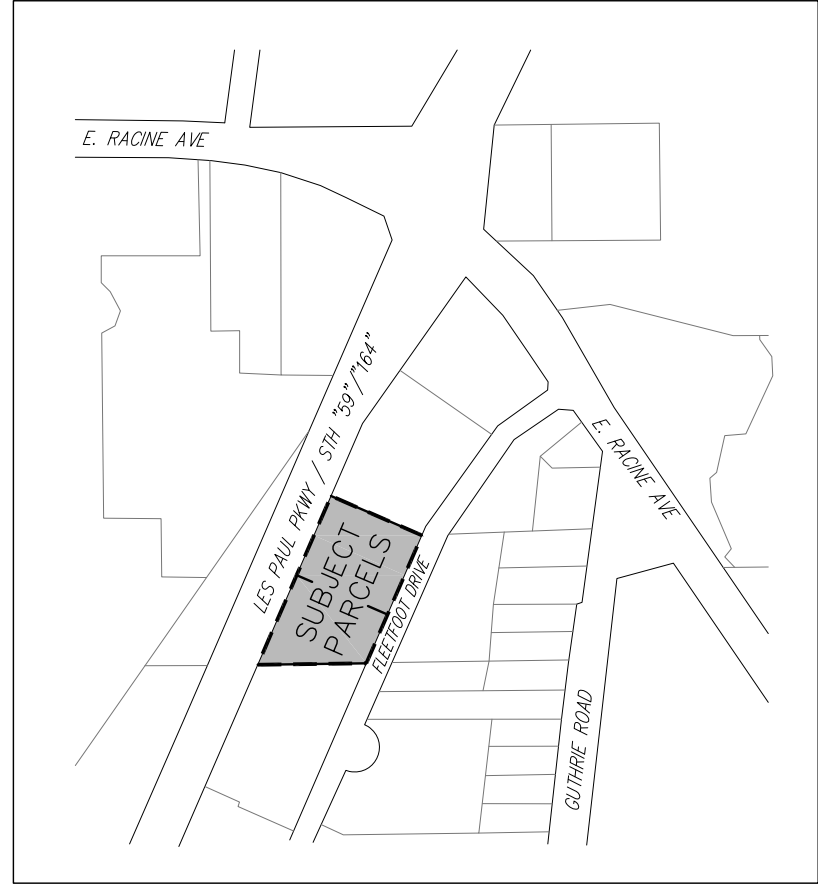 E. RACINE AVE
LES PAUL PKWY / STH "59"/"164"
E. RACINE AVE
SUBJECT
PARCELS
FLEETFOOT DRIVE
GUTHRIE ROAD